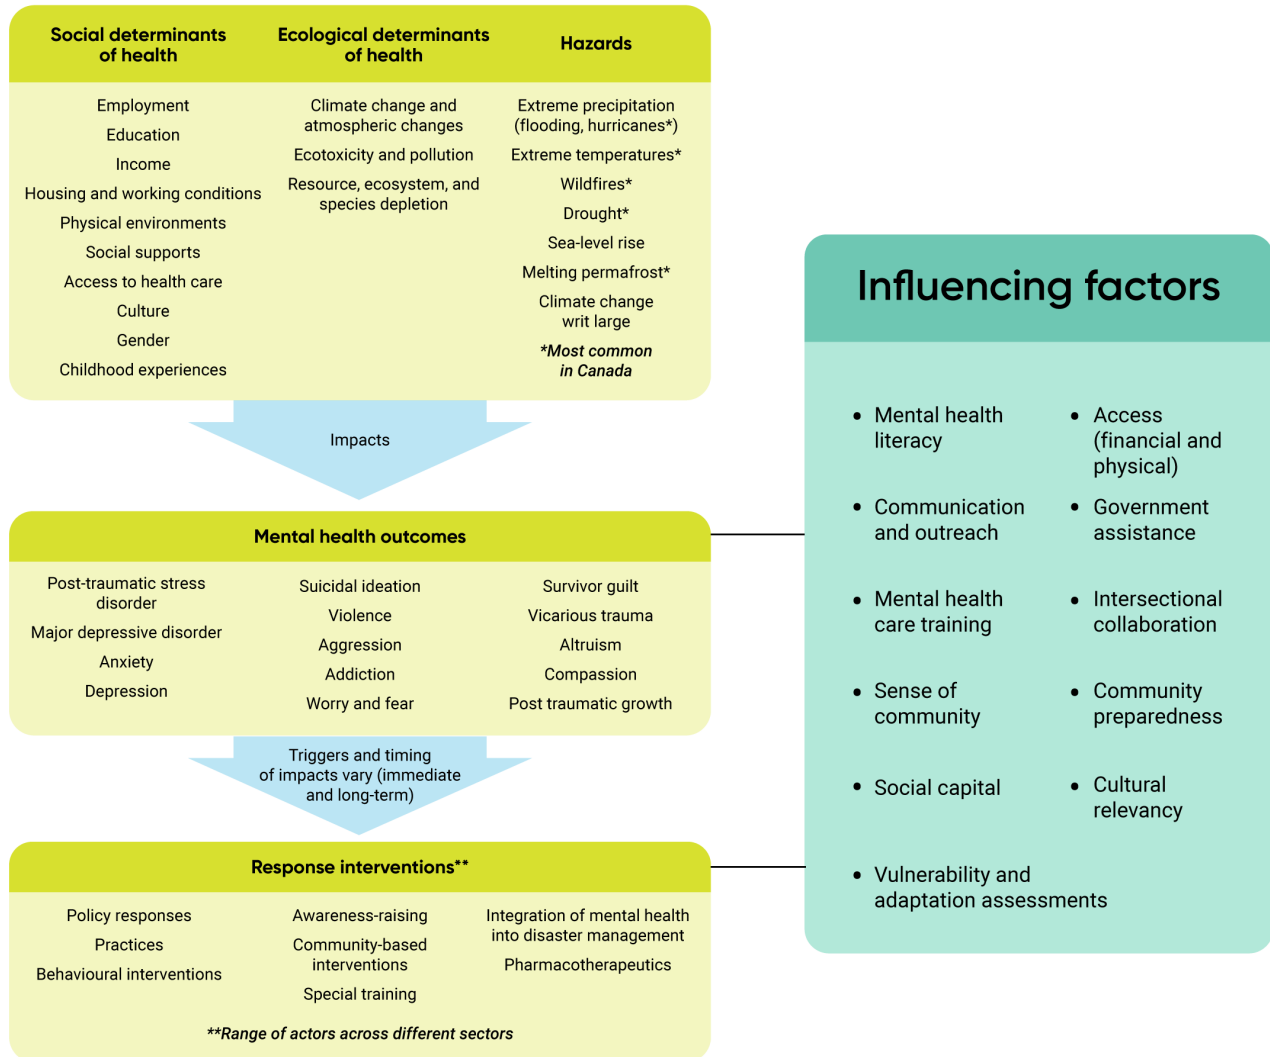 Social determinants
of health
Employment
Education
Income
Housing and working conditions
Physical environments
Social supports
Access to health care
Culture
Gender
Childhood experiences
Ecological determinants
of health
Climate change and
atmospheric changes
Ecotoxicity and pollution
Resource, ecosystem, and
species depletion
Hazards
Extreme precipitation
(flooding, hurricanes*)
Extreme temperatures*
Wildfires*
Drought*
Sea-level rise
Melting permafrost*
Climate change
writ large
*Most common
in Canada
Impacts
Mental health outcomes
Post-traumatic stress
disorder
Major depressive disorder
Anxiety
Depression
Suicidal ideation
Violence
Aggression
Addiction
Worry and fear
Survivor guilt
Vicarious trauma
Altruism
Compassion
Post traumatic growth
Triggers and timing
of impacts vary (immediate
and long-term)
Response interventions**
Policy responses
Practices
Behavioural interventions
Awareness-raising
Community-based
interventions
Special training
Integration of mental health
into disaster management
Pharmacotherapeutics
**Range of actors across different sectors
Influencing factors
• Mental health
literacy
• Communication
and outreach
• Mental health
care training
• Sense of
community
• Social capital
• Vulnerability and
adaptation assessments
• Access
(financial and
physical)
• Government
assistance
• Intersectional
collaboration
• Community
preparedness
• Cultural
relevancy